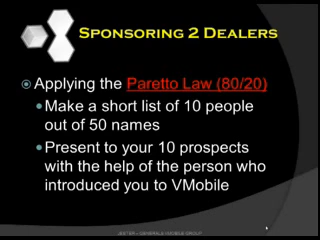 Sponsoring 2 Dealers
Applying the Paretto Law (80/20)
Make a short list of 10 people
out of 50 names
Present to your 10 prospects
with the help of the person who
introduced you to VMobile